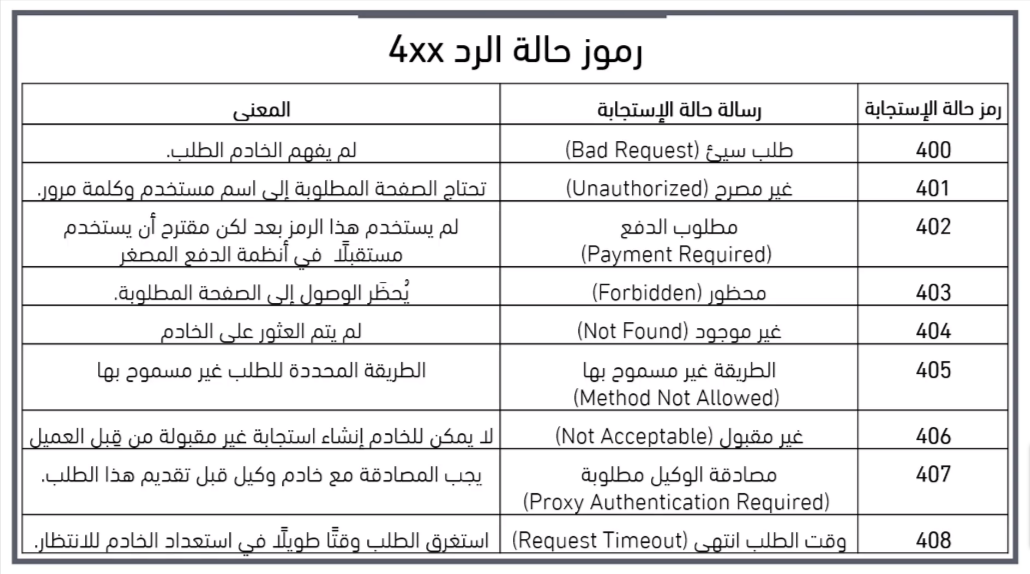 رموز حالة الرد 4xx
رمز حالة الإستجابة رسالة حالة الإستجابة المعنى
400 طلب سيئ (Bad Request) لم يفهم الخادم الطلب.
401 غير مصرح (Unauthorized) تحتاج الصفحة المطلوبة إلى اسم مستخدم وكلمة مرور.
402 مطلوب الدفع لم يستخدم هذا الرمز بعد لكن مقترح أن يستخدم
(Payment Required) مستقبلًا في أنظمة الدفع المصغر
403 محظور (Forbidden) يُحظَر الوصول إلى الصفحة المطلوبة.
404 غير موجود (Not Found) لم يتم العثور على الخادم
405 الطريقة غير مسموح بها الطريقة المحددة للطلب غير مسموح بها
(Method Not Allowed)
406 غير مقبول (Not Acceptable) لا يمكن للخادم إنشاء استجابة غير مقبولة من قِبل العميل
407 مصادقة الوكيل مطلوبة يجب المصادقة مع خادم وكيل قبل تقديم هذا الطلب.
(Proxy Authentication Required)
408 وقت الطلب انتهى (Request Timeout) استغرق الطلب وقتًا طويلًا في استعداد الخادم للانتظار.